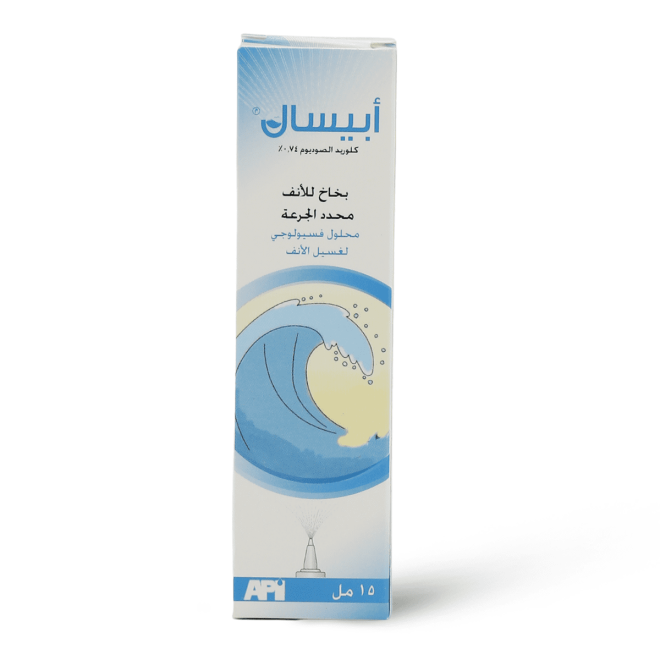 أبيسال ®
كلوريد الصوديوم ٠,٧٤٪
بخاخ للأنف
محدد الجرعة
محلول فسيولوجي
لغسيل الأنف
١٥ مل
API